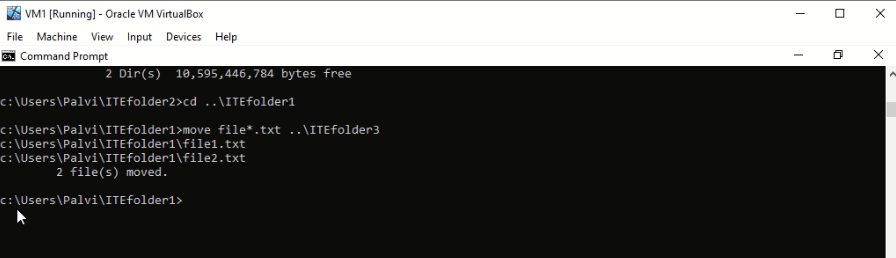 VM1 [Running] - Oracle VM VirtualBox
File Machine View Input Devices Help
Command Prompt
2 Dir(s) 10,595,446,784 bytes free
c:\Users\Palvi\ITEfolder2>cd ..\ITEfolder1
c:\Users\Palvi\ITEfolder1>move file*.txt ..\ITEfolder3
c:\Users\Palvi\ITEfolder1\file1.txt
c:\Users\Palvi\ITEfolder1\file2.txt
2 file(s) moved.
c:\Users\Palvi\ITEfolder1>